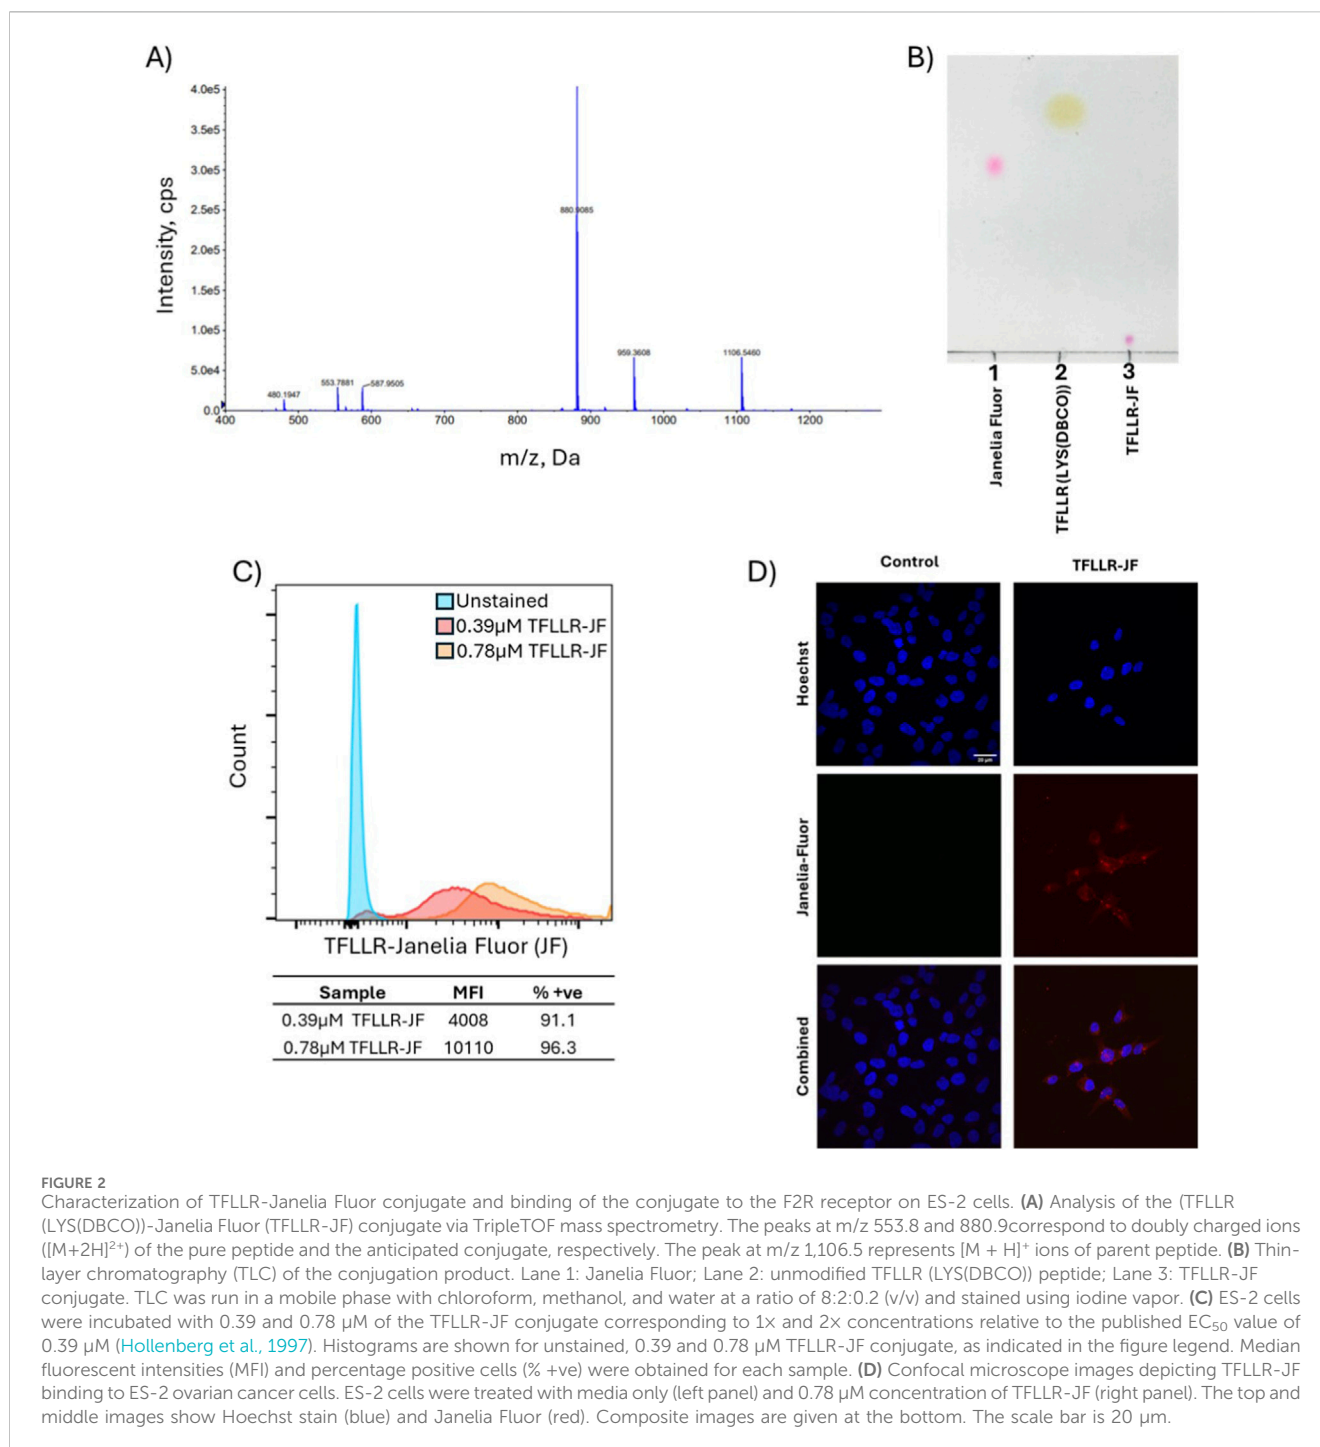 A)
4.0e5
3.5e5
3.0e5
2.5e5
2.0e5
1.5e5
1.0e5
5.0e4
0.0
Intensity, cps
880.9085
959.3608
1106.5460
553.7881
587.9505
480.1947
400 500 600 700 800 900 1000 1100 1200
m/z, Da
B)
1 2 3
Janelia Fluor
TFLLR(LYS(DBCO))
TFLLR-JF
C)
Unstained
0.39µM TFLLR-JF
0.78µM TFLLR-JF
Count
TFLLR-Janelia Fluor (JF)
Sample MFI % +ve
0.39µM TFLLR-JF 4008 91.1
0.78µM TFLLR-JF 10110 96.3
D)
Control TFLLR-JF
Hoechst
20 µm
Janelia-Fluor
Combined
FIGURE 2
Characterization of TFLLR-Janelia Fluor conjugate and binding of the conjugate to the F2R receptor on ES-2 cells. (A) Analysis of the (TFLLR
(LYS(DBCO))-Janelia Fluor (TFLLR-JF) conjugate via TripleTOF mass spectrometry. The peaks at m/z 553.8 and 880.9correspond to doubly charged ions
([M+2H]²⁺) of the pure peptide and the anticipated conjugate, respectively. The peak at m/z 1,106.5 represents [M + H]⁺ ions of parent peptide. (B) Thin-
layer chromatography (TLC) of the conjugation product. Lane 1: Janelia Fluor; Lane 2: unmodified TFLLR (LYS(DBCO)) peptide; Lane 3: TFLLR-JF
conjugate. TLC was run in a mobile phase with chloroform, methanol, and water at a ratio of 8:2:0.2 (v/v) and stained using iodine vapor. (C) ES-2 cells
were incubated with 0.39 and 0.78 µM of the TFLLR-JF conjugate corresponding to 1× and 2× concentrations relative to the published EC₅₀ value of
0.39 µM (Hollenberg et al., 1997). Histograms are shown for unstained, 0.39 and 0.78 µM TFLLR-JF conjugate, as indicated in the figure legend. Median
fluorescent intensities (MFI) and percentage positive cells (% +ve) were obtained for each sample. (D) Confocal microscope images depicting TFLLR-JF
binding to ES-2 ovarian cancer cells. ES-2 cells were treated with media only (left panel) and 0.78 µM concentration of TFLLR-JF (right panel). The top and
middle images show Hoechst stain (blue) and Janelia Fluor (red). Composite images are given at the bottom. The scale bar is 20 µm.